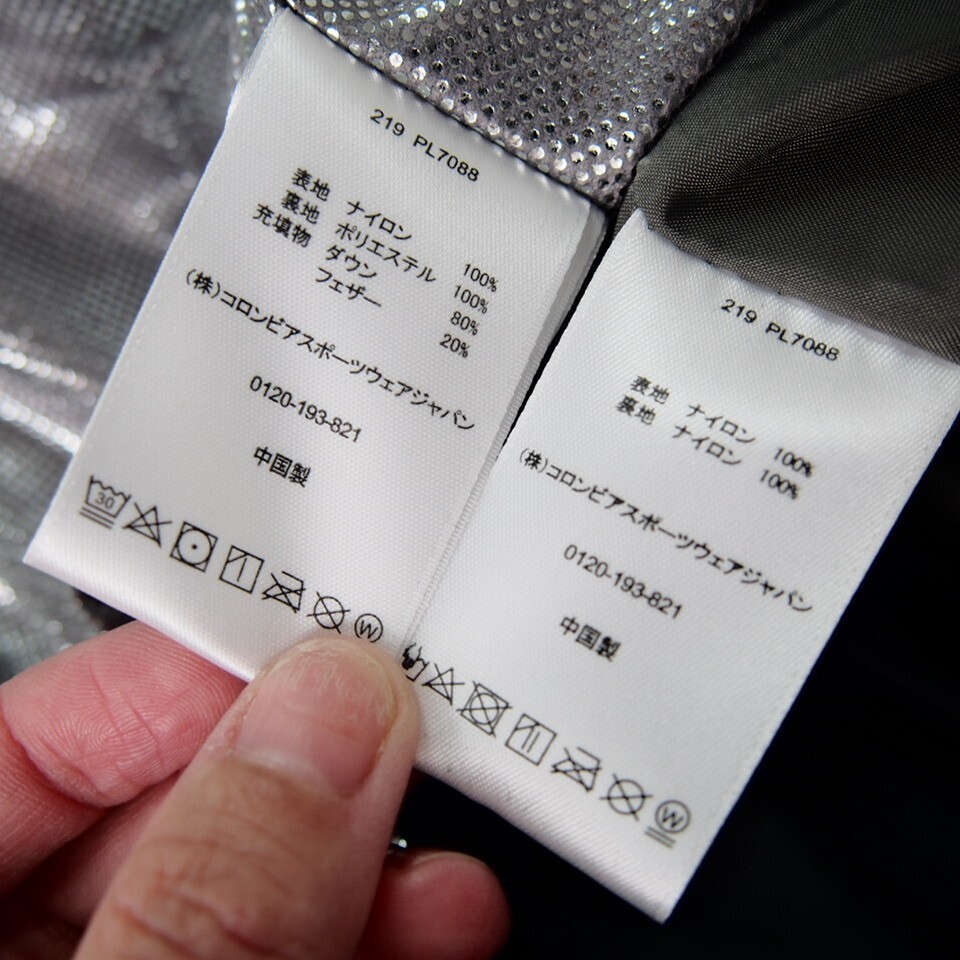 219 PL7088
表地 ナイロン 100%
裏地 ポリエステル 100%
充填物 ダウン 80%
フェザー 20%
(株)コロンビアスポーツウェアジャパン
0120-193-821
中国製
30
W
219 PL7088
表地 ナイロン 100%
裏地 ナイロン 100%
(株)コロンビアスポーツウェアジャパン
0120-193-821
中国製
W